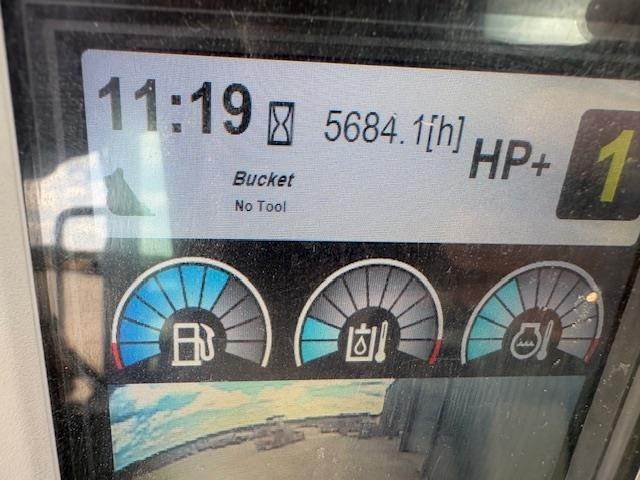 11:19 5684.1[h] HP+ 1
Bucket
No Tool